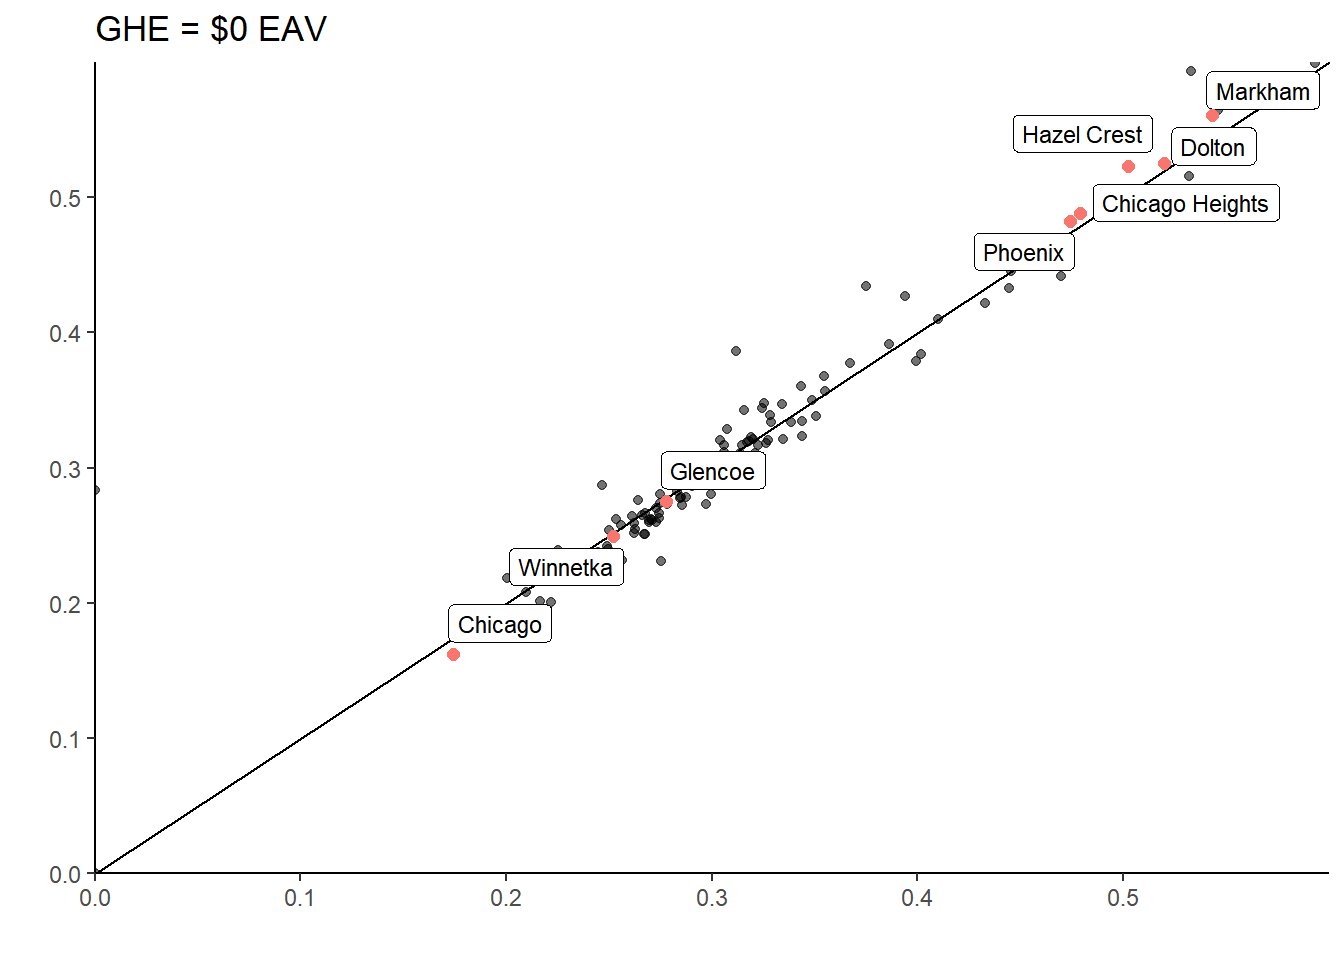 GHE = $0 EAV
Markham
Hazel Crest
Dolton
0.5
Chicago Heights
Phoenix
0.4
0.3
Glencoe
Winnetka
0.2
Chicago
0.1
0.0
0.0 0.1 0.2 0.3 0.4 0.5